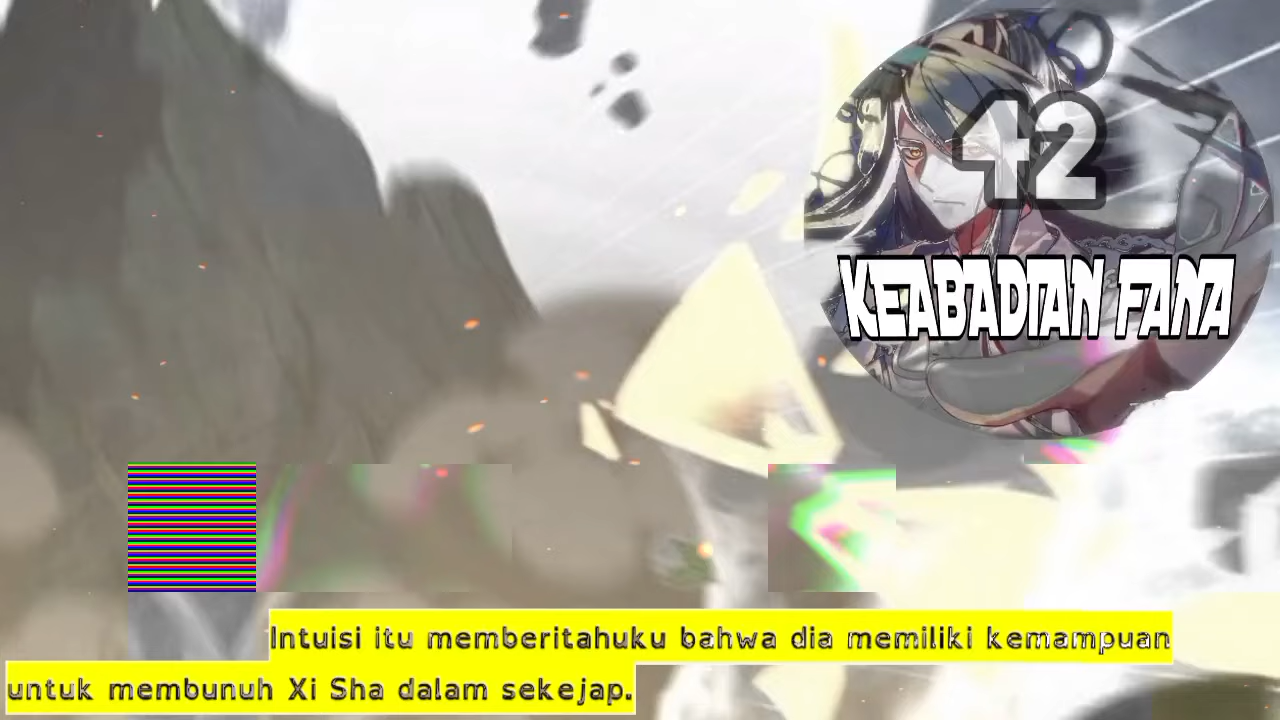 42
KEABADIAN FANA
Intuisi itu memberitahuku bahwa dia memiliki kemampuan
untuk membunuh Xi Sha dalam sekejap.